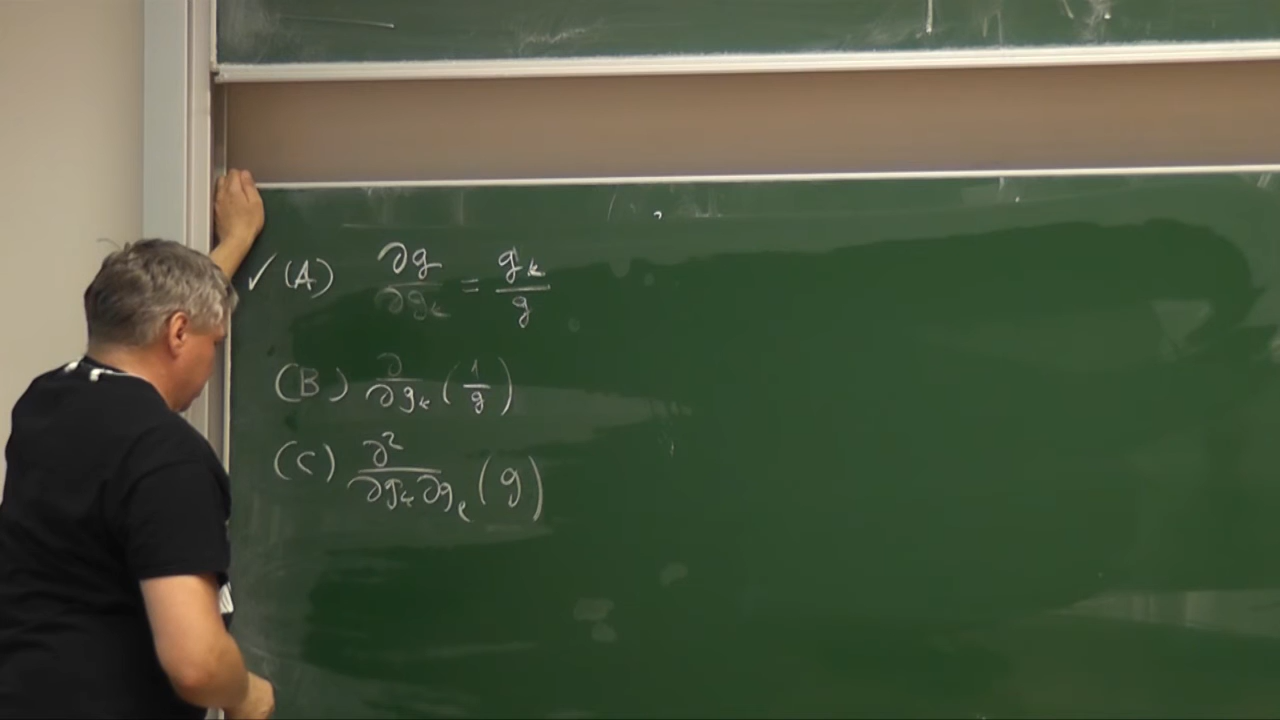 ✓ (A) ∂g/∂g_k = g_k/g
(B) ∂/∂g_k (1/g)
(C) ∂²/∂g_k∂g_ℓ (g)